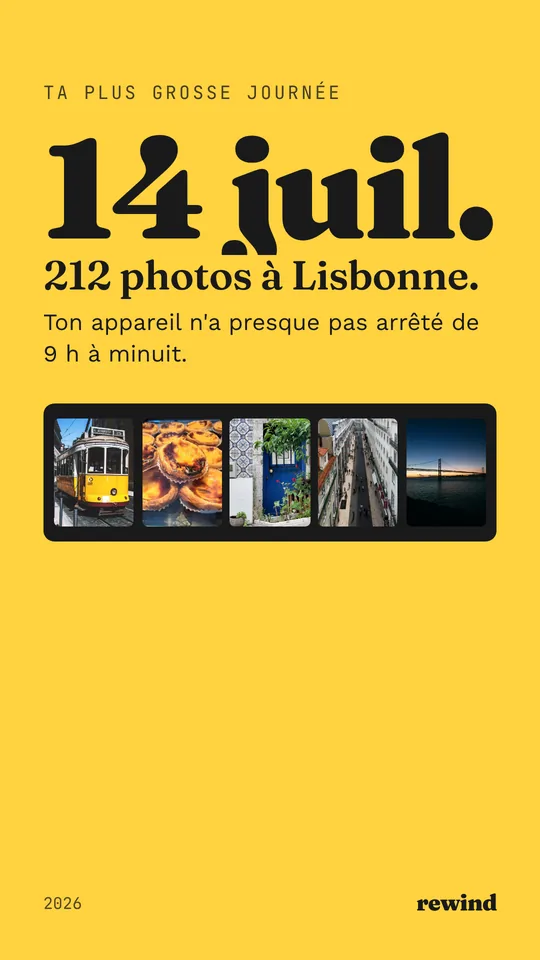 TA PLUS GROSSE JOURNÉE
14 juil.
212 photos à Lisbonne.
Ton appareil n'a presque pas arrêté de
9 h à minuit.
2026
rewind